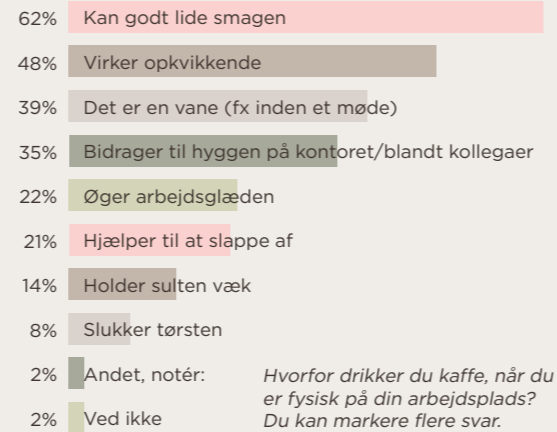 62% Kan godt lide smagen
48% Virker opkvikkende
39% Det er en vane (fx inden et møde)
35% Bidrager til hyggen på kontoret/blandt kollegaer
22% Øger arbejdsglæden
21% Hjælper til at slappe af
14% Holder sulten væk
8% Slukker tørsten
2% Andet, notér:
2% Ved ikke
Hvorfor drikker du kaffe, når du
er fysisk på din arbejdsplads?
Du kan markere flere svar.